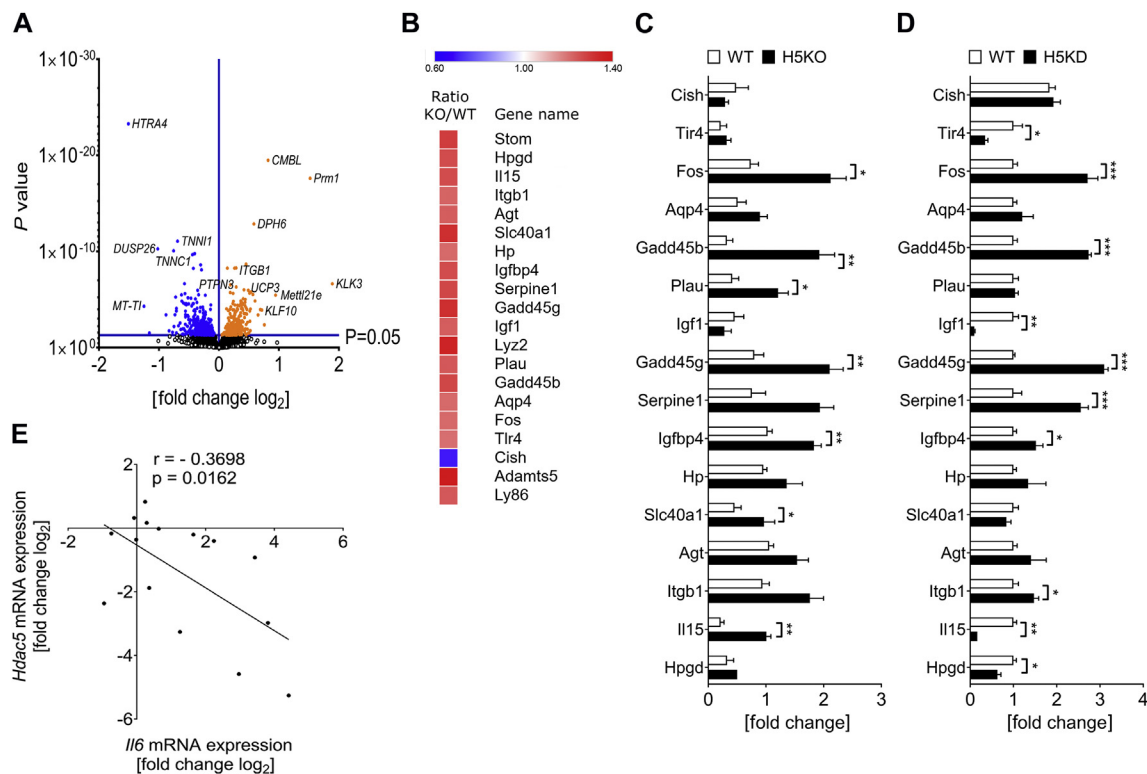 A
P value
1×10-30
1×10-20
1×10-10
1×100
HTRA4
CMBL
Prm1
DPH6
TNNI1
DUSP26
TNNC1
ITGB1
PTPN3
UCP3
KLK3
Mettl21e
MT-TI
KLF10
P=0.05
-2
-1
0
1
2
[fold change log2]
B
0.60
1.00
1.40
Ratio
KO/WT
Gene name
Stom
Hpgd
Il15
Itgb1
Agt
Slc40a1
Hp
Igfbp4
Serpine1
Gadd45g
Igf1
Lyz2
Plau
Gadd45b
Aqp4
Fos
Tlr4
Cish
Adamts5
Ly86
C
WT H5KO
Cish
Tir4
Fos *
Aqp4
Gadd45b **
Plau *
Igf1
Gadd45g **
Serpine1
Igfbp4 **
Hp
Slc40a1 *
Agt
Itgb1
Il15 **
Hpgd
0 1 2 3
[fold change]
D
WT H5KD
Cish
Tir4 *
Fos ***
Aqp4
Gadd45b ***
Plau
Igf1 **
Gadd45g ***
Serpine1 ***
Igfbp4 *
Hp
Slc40a1
Agt
Itgb1 *
Il15 **
Hpgd *
0 1 2 3 4
[fold change]
E
r = - 0.3698
p = 0.0162
2
-2
0
2
4
6
-2
-4
-6
Hdac5 mRNA expression
[fold change log2]
Il6 mRNA expression
[fold change log2]